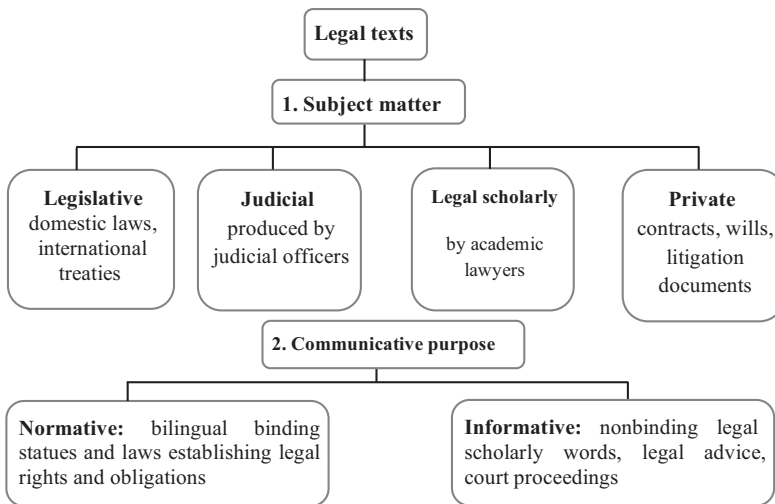 Legal texts
1. Subject matter
Legislative
domestic laws,
international
treaties
Judicial
produced by
judicial officers
Legal scholarly
by academic
lawyers
Private
contracts, wills,
litigation
documents
2. Communicative purpose
Normative: bilingual binding
statues and laws establishing legal
rights and obligations
Informative: nonbinding legal
scholarly words, legal advice,
court proceedings